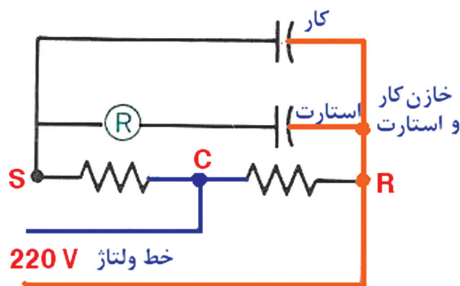 کار
R
استارت
خازن کار
و استارت
S
C
R
220 V
خط ولتاژ